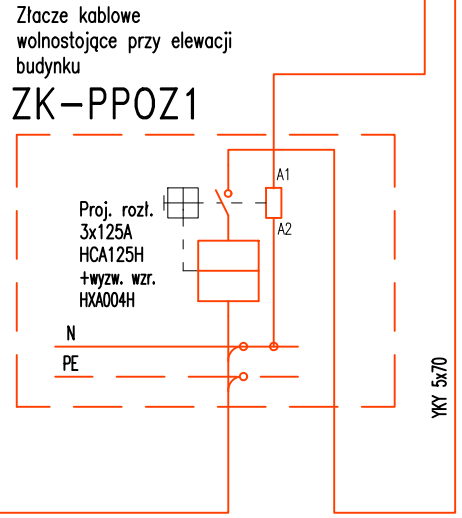 Złacze kablowe
wolnostojące przy elewacji
budynku
ZK-PPOZ1
A1
Proj. rozł.
3x125A
HCA125H
+wyzw. wzr.
HXA004H
A2
N
PE
YKY 5x70